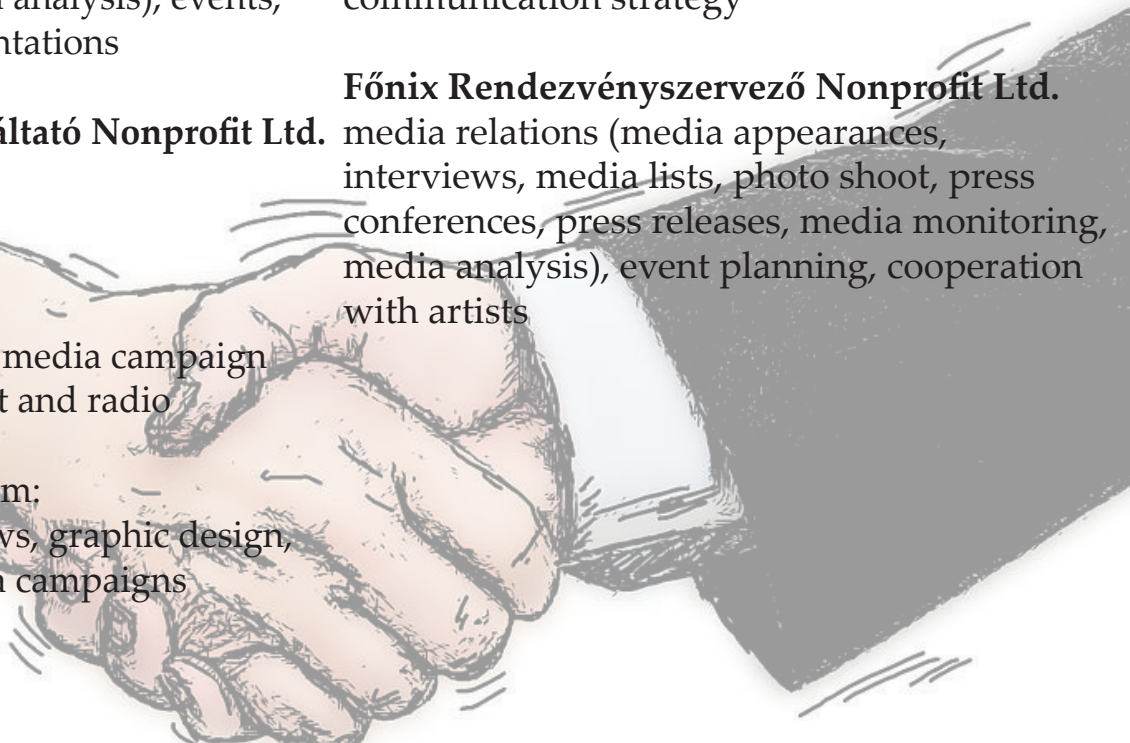 analysis), events,
communication strategy
Főnix Rendezvényszervező Nonprofit Ltd.
Nonprofit Ltd.
media relations (media appearances,
interviews, media lists, photo shoot, press
conferences, press releases, media monitoring,
media analysis), event planning, cooperation
with artists
media campaign
and radio
graphic design,
campaigns